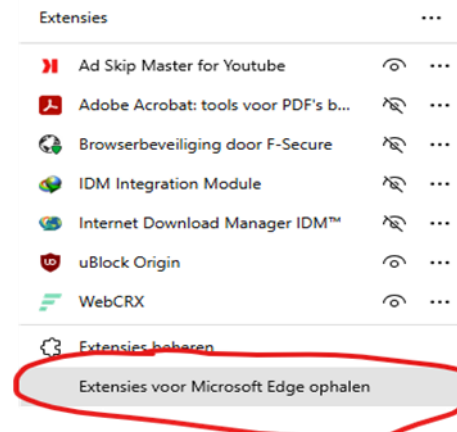 Extensies
Ad Skip Master for Youtube
Adobe Acrobat: tools voor PDF's b...
Browserbeveiliging door F-Secure
IDM Integration Module
Internet Download Manager IDM™
uBlock Origin
WebCRX
Extensies beheren
Extensies voor Microsoft Edge ophalen